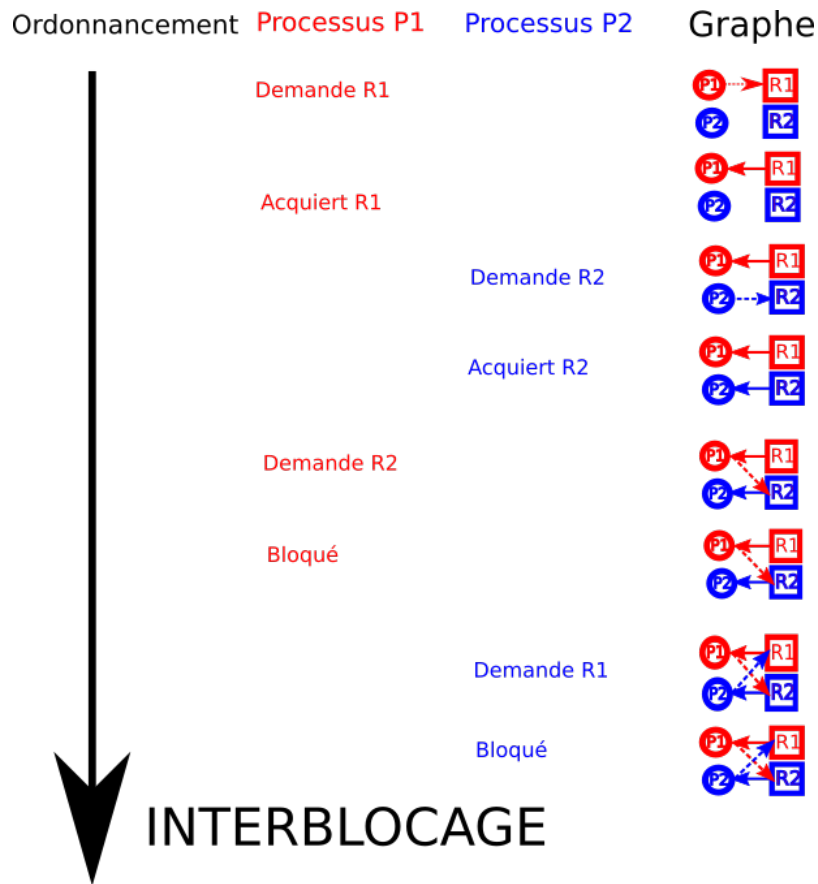 Ordonnancement Processus P1 Processus P2 Graphe
Demande R1 P1 R1
P2 R2
P1 R1
Acquiert R1 P2 R2
P1 R1
Demande R2 P2 R2
P1 R1
Acquiert R2 P2 R2
Demande R2 P1 R1
P2 R2
Bloqué P1 R1
P2 R2
P1 R1
Demande R1 P2 R2
Bloqué P1 R1
P2 R2
INTERBLOCAGE